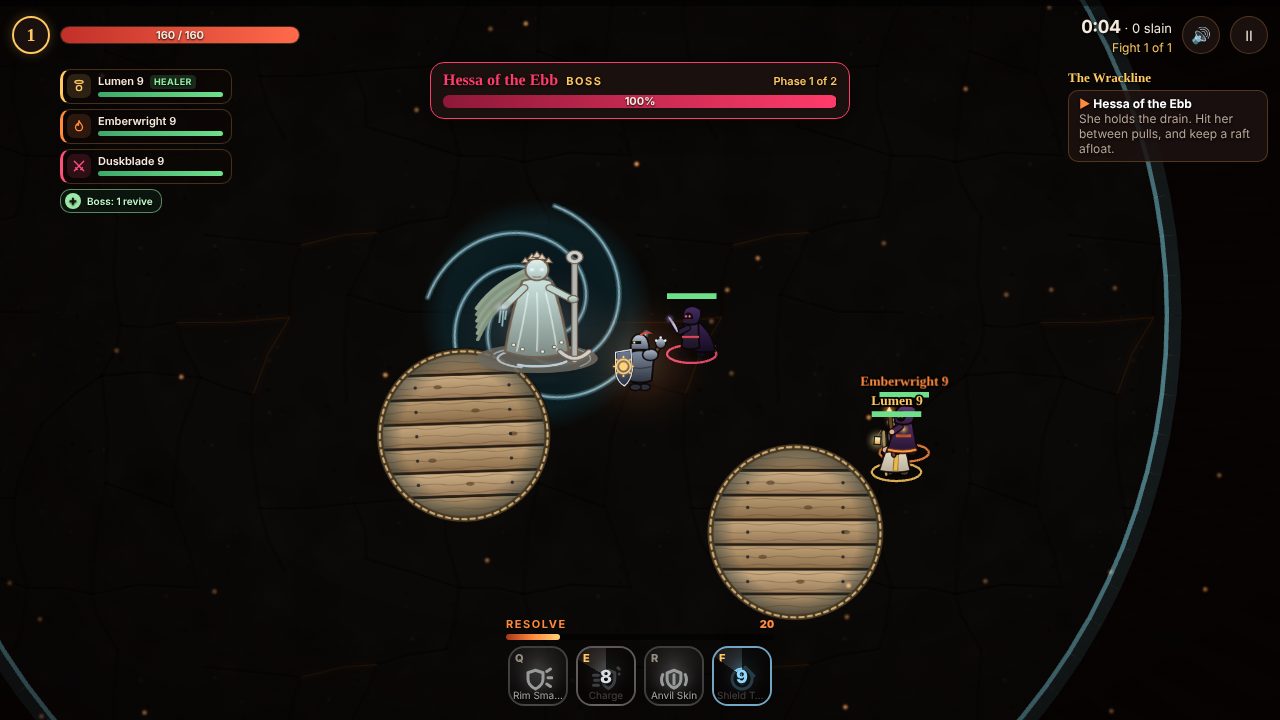 1
160 / 160
Lumen 9 HEALER
Emberwright 9
Duskblade 9
Boss: 1 revive
Hessa of the Ebb BOSS
Phase 1 of 2
100%
0:04 · 0 slain
Fight 1 of 1
The Wrackline
Hessa of the Ebb
She holds the drain. Hit her
between pulls, and keep a raft
afloat.
Emberwright 9
Lumen 9
RESOLVE 20
Q
Rim Sma...
E
8
Charge
R
Anvil Skin
F
9
Shield T...